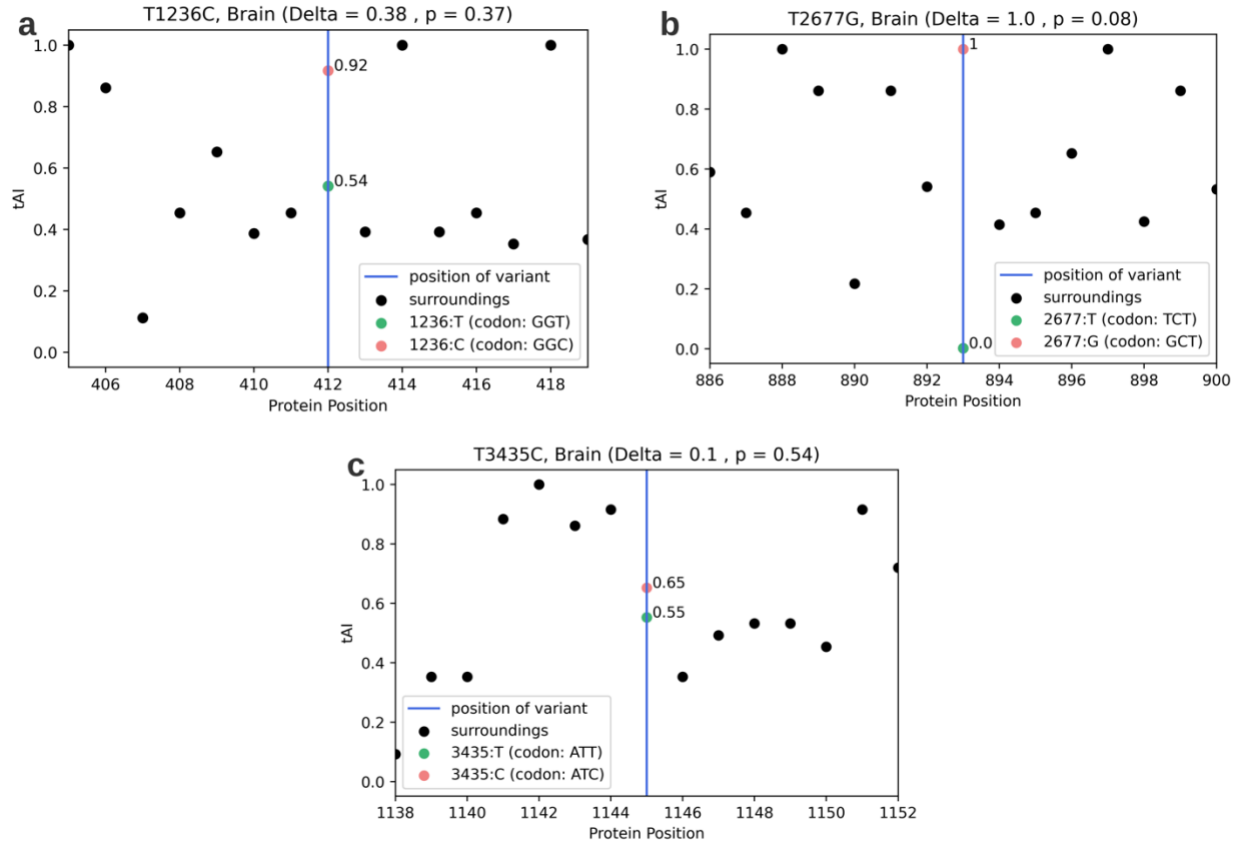 a
T1236C, Brain (Delta = 0.38 , p = 0.37)
1.0
0.8
0.6
0.4
0.2
0.0
tAI
0.92
0.54
position of variant
surroundings
1236:T (codon: GGT)
1236:C (codon: GGC)
406 408 410 412 414 416 418
Protein Position
b
T2677G, Brain (Delta = 1.0 , p = 0.08)
1.0
0.8
0.6
0.4
0.2
0.0
tAI
1
0.0
position of variant
surroundings
2677:T (codon: TCT)
2677:G (codon: GCT)
886 888 890 892 894 896 898 900
Protein Position
c
T3435C, Brain (Delta = 0.1 , p = 0.54)
1.0
0.8
0.6
0.4
0.2
0.0
tAI
0.65
0.55
position of variant
surroundings
3435:T (codon: ATT)
3435:C (codon: ATC)
1138 1140 1142 1144 1146 1148 1150 1152
Protein Position